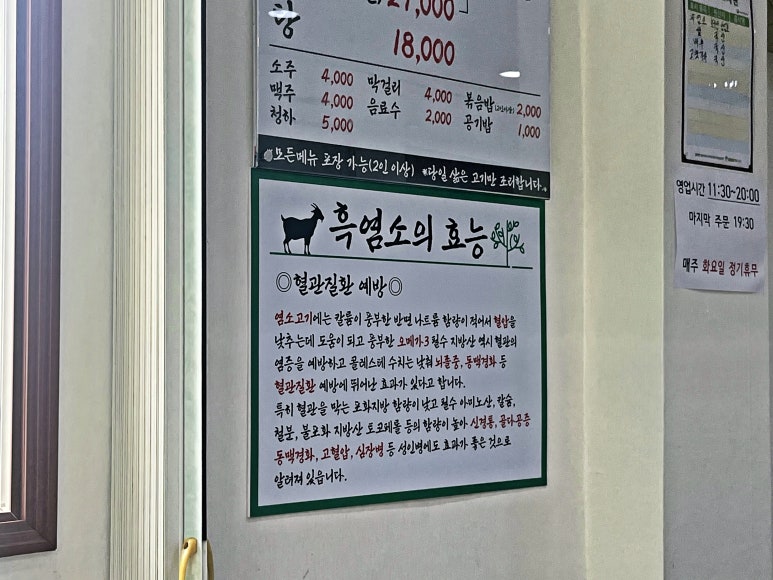 27,000
탕
18,000
소주 4,000 막걸리 4,000 볶음밥 2,000
맥주 4,000 음료수 2,000 공기밥 1,000
청하 5,000
모든메뉴 포장 가능(2인 이상) *당일 삶은 고기만 조리합니다.
흑염소의 효능
◎혈관질환 예방◎
염소고기에는 칼륨이 풍부한 반면 나트륨 함량이 적어서 혈압을
낮추는데 도움이 되고 풍부한 오메가-3 필수 지방산 역시 혈관의
염증을 예방하고 콜레스테 수치는 낮춰 뇌졸중, 동맥경화 등
혈관질환 예방에 뛰어난 효과가 있다고 합니다.
특히 혈관을 막는 포화지방 함량이 낮고 필수 아미노산, 칼슘,
철분, 불포화 지방산 토코페롤 등의 함량이 높아 신경통, 골다공증
동맥경화, 고혈압, 심장병 등 성인병에도 효과가 좋은 것으로
알려져 있읍니다.
영업시간 11:30~20:00
마지막 주문 19:30
매주 화요일 정기휴무